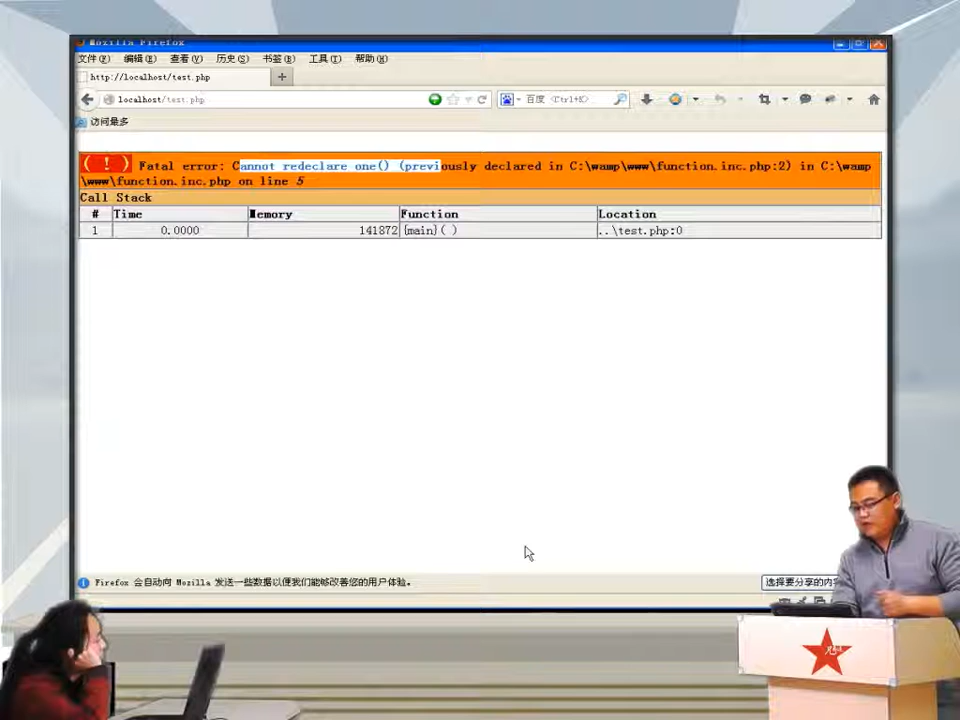 Mozilla Firefox
文件(F) 编辑(E) 查看(V) 历史(S) 书签(B) 工具(T) 帮助(H)
http://localhost/test.php
localhost/test.php
百度 <Ctrl+K>
访问最多
( ! ) Fatal error: Cannot redeclare one() (previously declared in C:\wamp\www\function.inc.php:2) in C:\wamp
\www\function.inc.php on line 5
Call Stack
# Time Memory Function Location
1 0.0000 141872 {main}( ) ..\test.php:0
Firefox 会自动向 Mozilla 发送一些数据以便我们能够改善您的用户体验。
选择要分享的内容